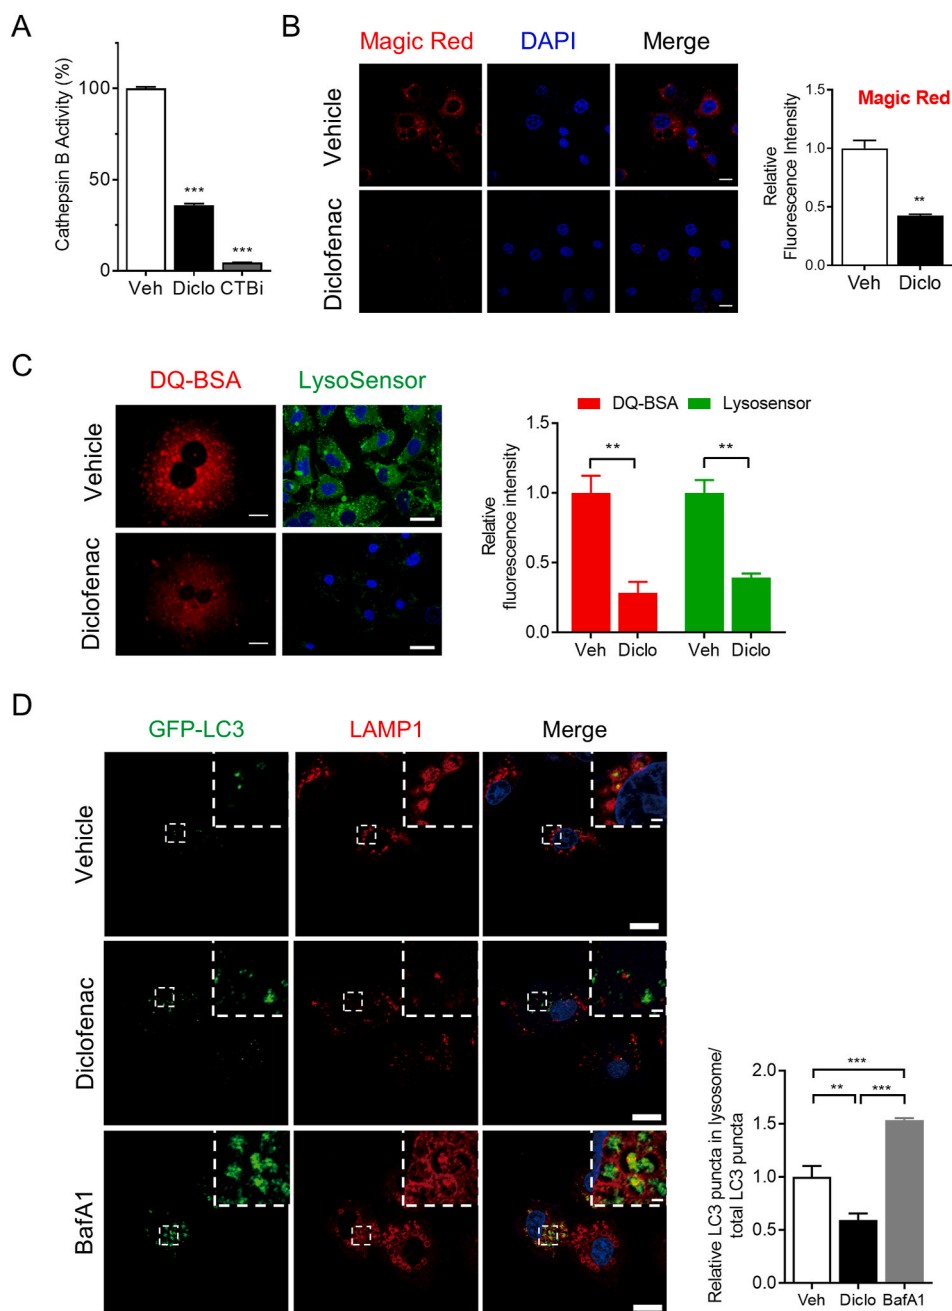 A
Cathepsin B Activity (%)
100
50
0
***
***
Veh Diclo CTBi
B
Magic Red DAPI Merge
Vehicle
Diclofenac
Magic Red
Relative
Fluorescence Intensity
1.5
1.0
0.5
0.0
**
Veh Diclo
C
DQ-BSA LysoSensor
Vehicle
Diclofenac
DQ-BSA Lysosensor
Relative
fluorescence intensity
1.5
1.0
0.5
0.0
** **
Veh Diclo Veh Diclo
D
GFP-LC3 LAMP1 Merge
Vehicle
Diclofenac
BafA1
Relative LC3 puncta in lysosome/
total LC3 puncta
2.0
1.5
1.0
0.5
0.0
***
** ***
Veh Diclo BafA1